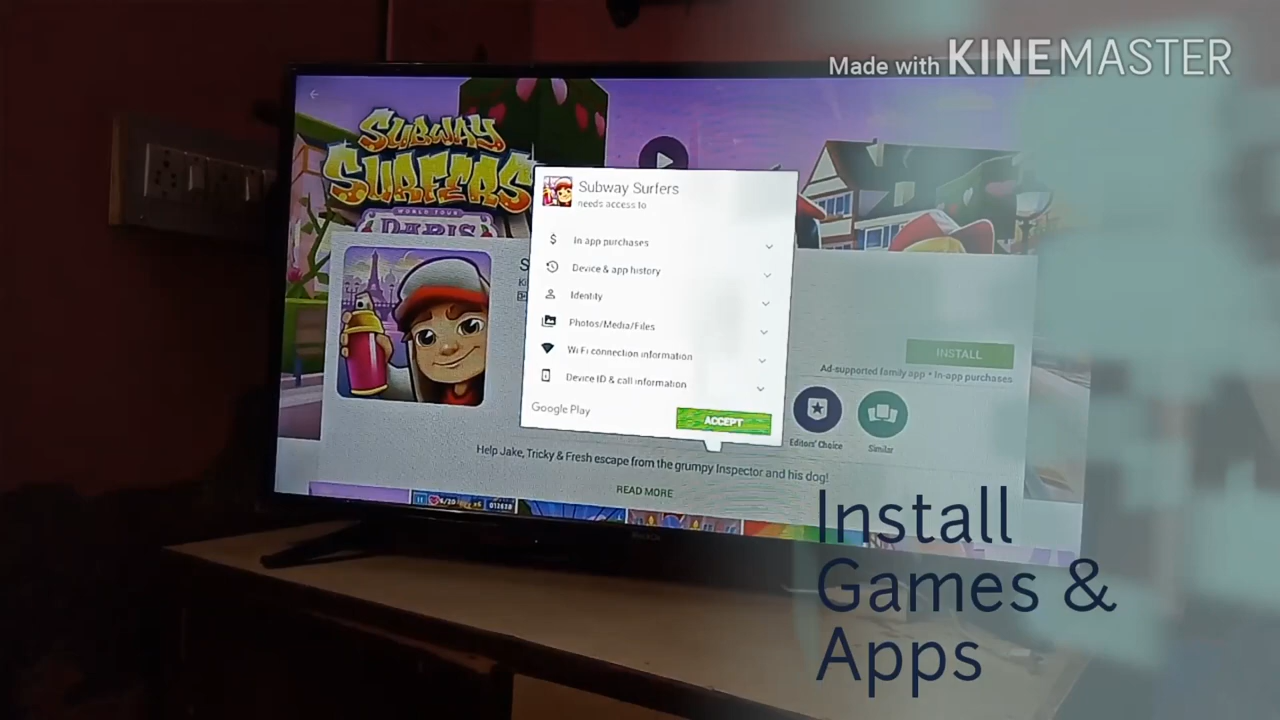 Made with KINEMASTER
SUBWAY
SURFERS
WORLD TOUR
PARIS
Subway Surfers
needs access to
$ In-app purchases
Device & app history
Identity
Photos/Media/Files
Wi-Fi connection information
Device ID & call information
Google Play
ACCEPT
INSTALL
Ad-supported family app • In-app purchases
Editors' Choice
Similar
Help Jake, Tricky & Fresh escape from the grumpy Inspector and his dog!
READ MORE
Install
Games &
Apps